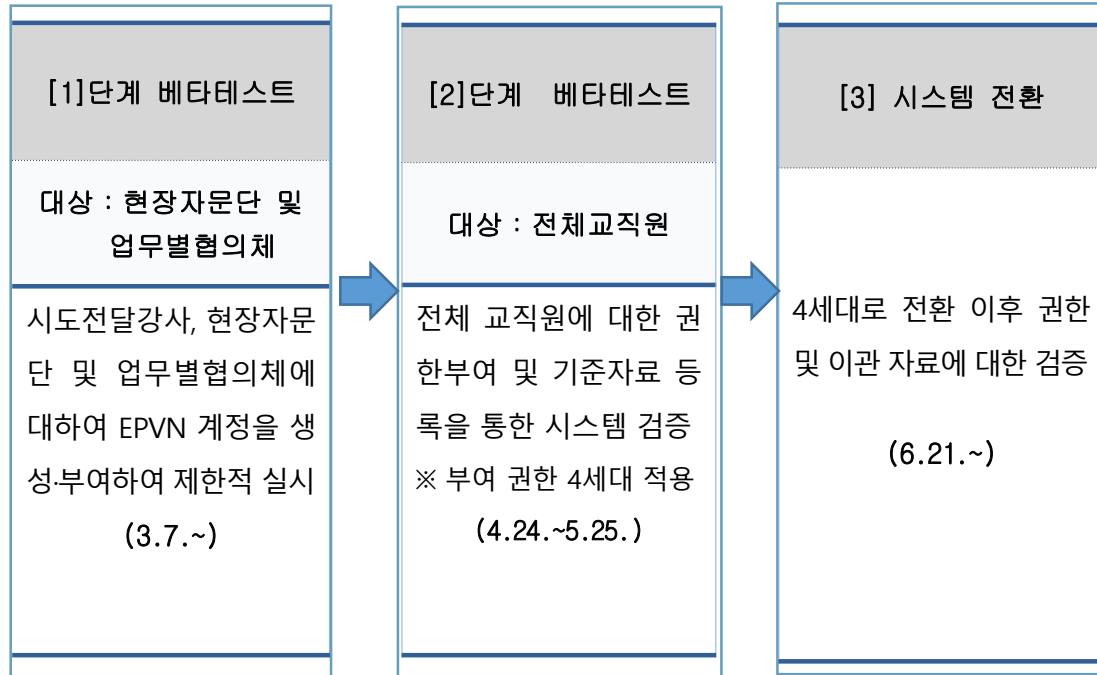 [1]단계 베타테스트
대상 : 현장자문단 및
업무별협의체
시도전달강사, 현장자문
단 및 업무별협의체에
대하여 EPVN 계정을 생
성·부여하여 제한적 실시
(3.7.~)
[2]단계 베타테스트
대상 : 전체교직원
전체 교직원에 대한 권
한부여 및 기준자료 등
록을 통한 시스템 검증
※ 부여 권한 4세대 적용
(4.24.~5.25.)
[3] 시스템 전환
4세대로 전환 이후 권한
및 이관 자료에 대한 검증
(6.21.~)